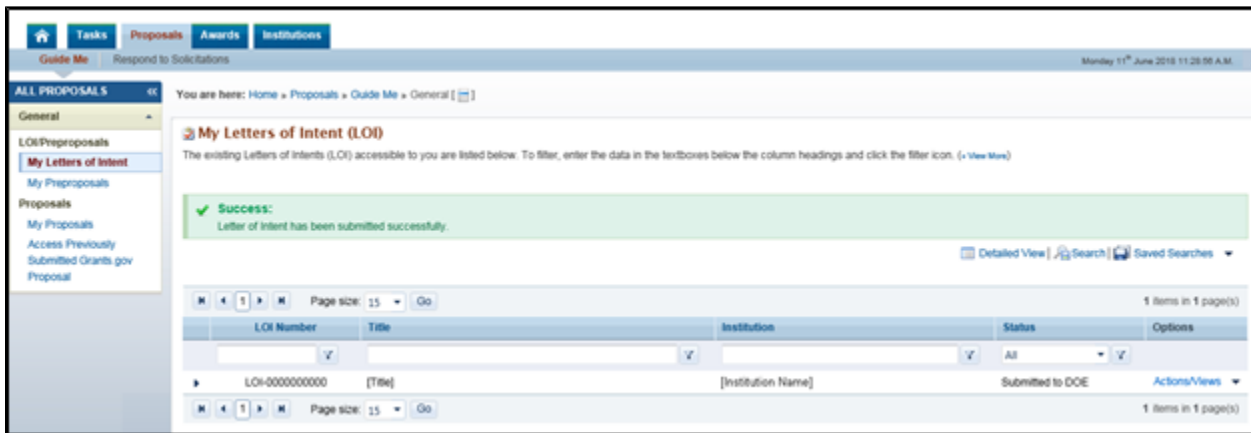 Tasks Proposals Awards Institutions
Guide Me Respond to Solicitations Monday 11th June 2018 11:28:56 A.M.
ALL PROPOSALS «
General
LOI/Preproposals
My Letters of Intent
My Preproposals
Proposals
My Proposals
Access Previously
Submitted Grants.gov
Proposal
You are here: Home » Proposals » Guide Me » General [ ]
My Letters of Intent (LOI)
The existing Letters of Intents (LOI) accessible to you are listed below. To filter, enter the data in the textboxes below the column headings and click the filter icon. (+ View More)
Success:
Letter of Intent has been submitted successfully.
Detailed View | Search | Saved Searches
1 Page size: 15 Go 1 items in 1 page(s)
LOI Number Title Institution Status Options
All
LOI-0000000000 [Title] [Institution Name] Submitted to DOE Actions/Views
1 Page size: 15 Go 1 items in 1 page(s)